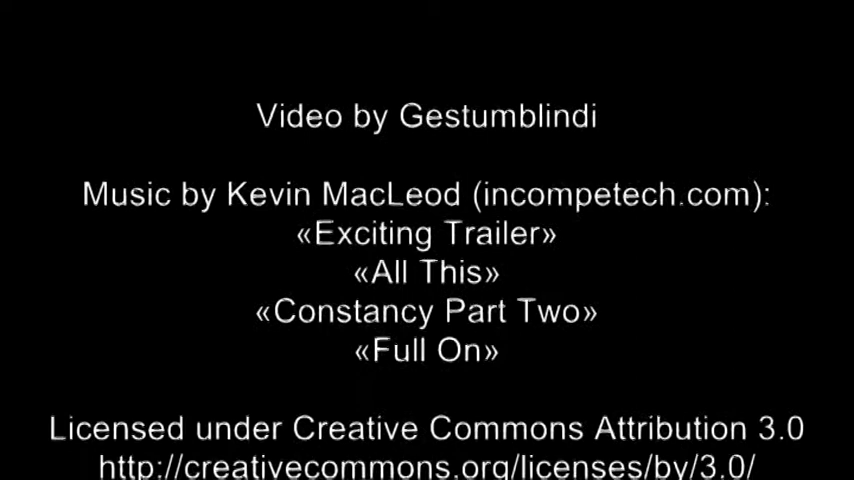 Video by Gestumblindi
Music by Kevin MacLeod (incompetech.com):
«Exciting Trailer»
«All This»
«Constancy Part Two»
«Full On»
Licensed under Creative Commons Attribution 3.0
http://creativecommons.org/licenses/by/3.0/